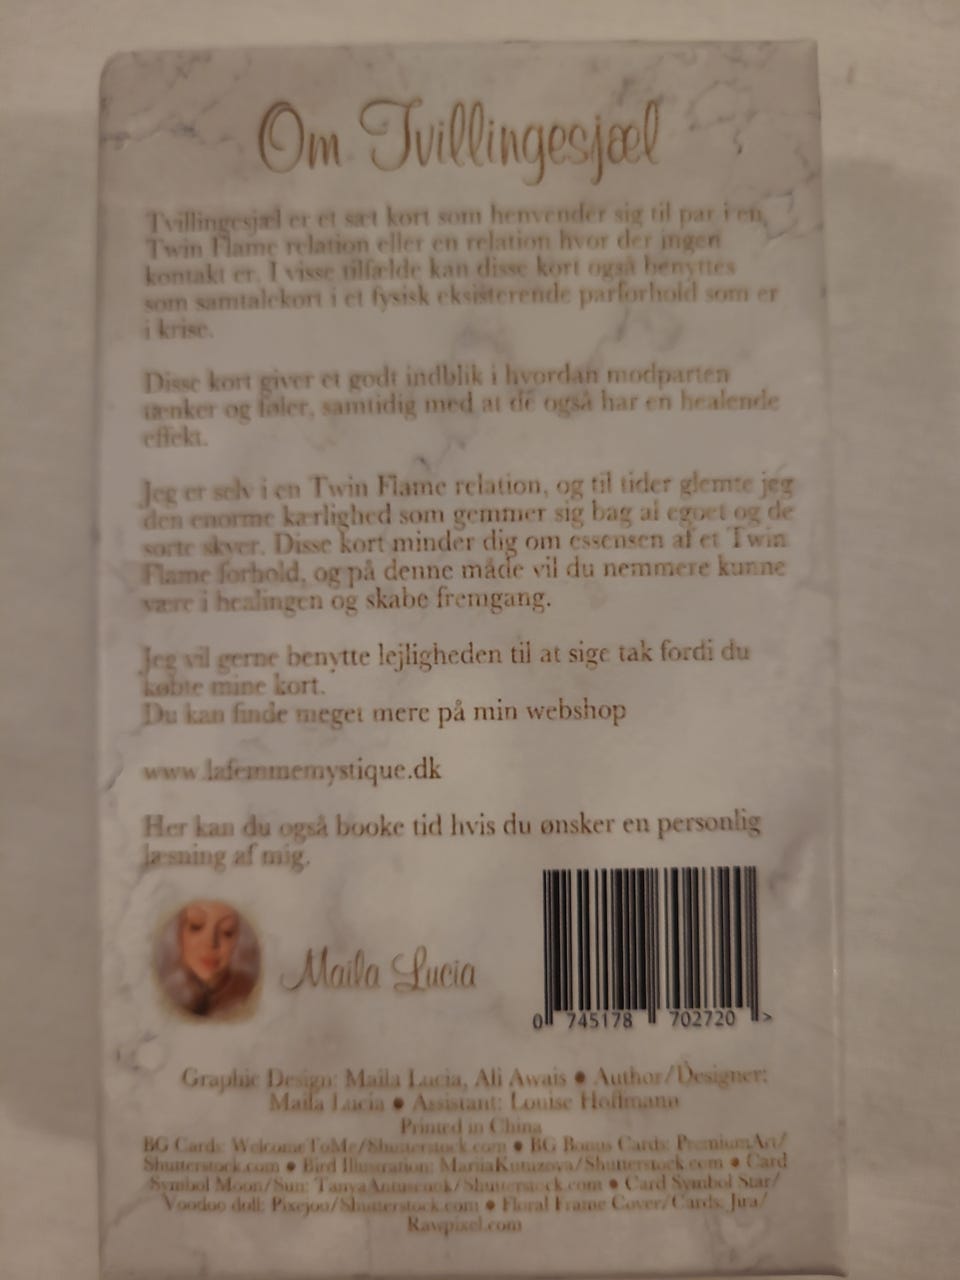 Om Tvillingesjæl
Tvillingesjæl er et sæt kort som henvender sig til par i en
Twin Flame relation eller en relation hvor der ingen
kontakt er. I visse tilfælde kan disse kort også benyttes
som samtalekort i et fysisk eksisterende parforhold som er
i krise.
Disse kort giver et godt indblik i hvordan modparten
tænker og føler, samtidig med at de også har en healende
effekt.
Jeg er selv i en Twin Flame relation, og til tider glemte jeg
den enorme kærlighed som gemmer sig bag al egoet og de
sorte skyer. Disse kort minder dig om essensen af et Twin
Flame forhold, og på denne måde vil du nemmere kunne
være i healingen og skabe fremgang.
Jeg vil gerne benytte lejligheden til at sige tak fordi du
købte mine kort.
Du kan finde meget mere på min webshop
www.lafemmemystique.dk
Her kan du også booke tid hvis du ønsker en personlig
læsning af mig.
Maila Lucia
0 745178 702720 >
Graphic Design: Maila Lucia, Ali Awais • Author/Designer:
Maila Lucia • Assistant: Louise Hoffmann
Printed in China
BG Cards: WelcomeToMe/Shutterstock.com • BG Bonus Cards: PremiumArt/
Shutterstock.com • Bird Illustration: MariiaKutuzova/Shutterstock.com • Card
Symbol Moon/Sun: /Shutterstock.com • Card Symbol Star/
Voodoo doll: Pixejoo/Shutterstock.com • Floral Frame Cover/Cards: Jira/
Rawpixel.com